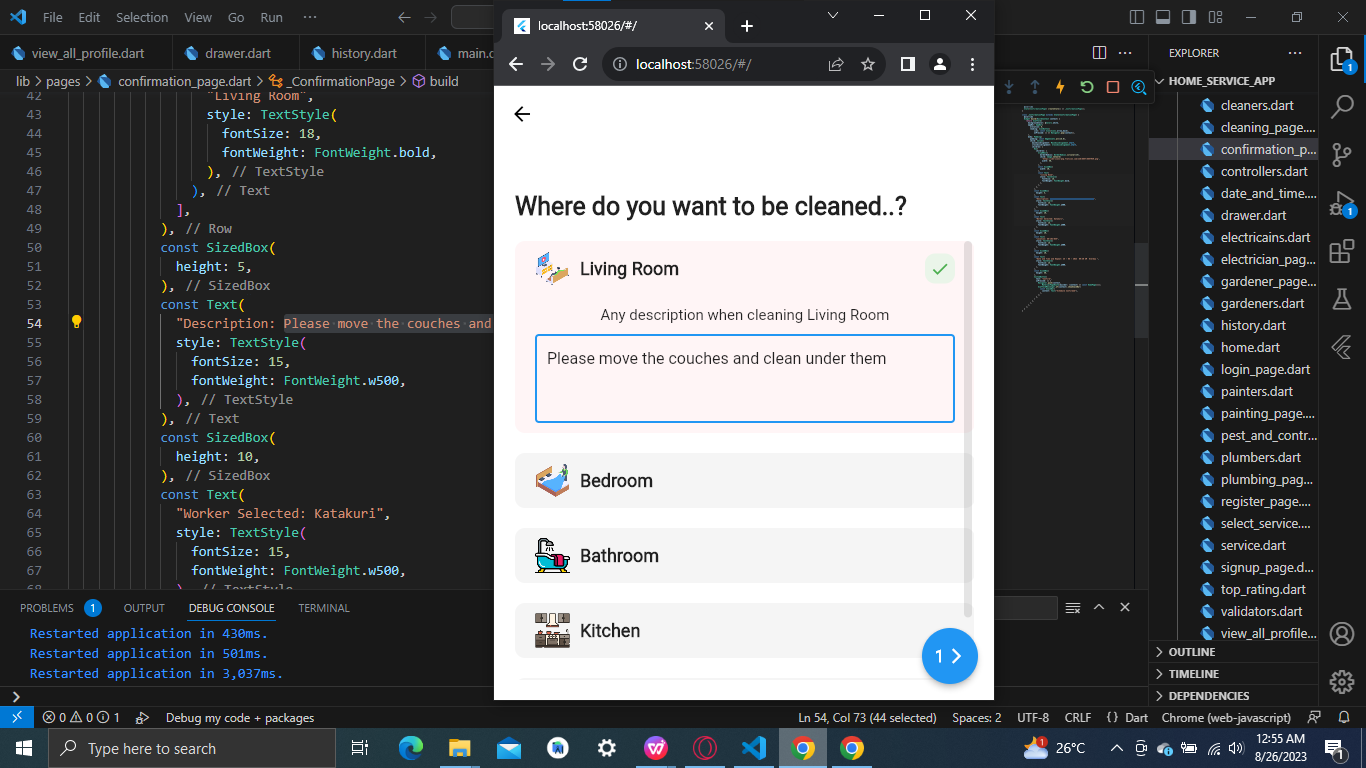 File Edit Selection View Go Run ···
view_all_profile.dart drawer.dart history.dart main.c
lib > pages > confirmation_page.dart > _ConfirmationPage > build
42 "Living Room",
43 style: TextStyle(
44 fontSize: 18,
45 fontWeight: FontWeight.bold,
46 ), // TextStyle
47 ), // Text
48 ],
49 ), // Row
50 const SizedBox(
51 height: 5,
52 ), // SizedBox
53 const Text(
54 "Description: Please move the couches and
55 style: TextStyle(
56 fontSize: 15,
57 fontWeight: FontWeight.w500,
58 ), // TextStyle
59 ), // Text
60 const SizedBox(
61 height: 10,
62 ), // SizedBox
63 const Text(
64 "Worker Selected: Katakuri",
65 style: TextStyle(
66 fontSize: 15,
67 fontWeight: FontWeight.w500,
68 ), // TextStyle
PROBLEMS 1 OUTPUT DEBUG CONSOLE TERMINAL
Restarted application in 430ms.
Restarted application in 501ms.
Restarted application in 3,037ms.
localhost:58026/#/
localhost:58026/#/
Where do you want to be cleaned..?
Living Room
Any description when cleaning Living Room
Please move the couches and clean under them
Bedroom
Bathroom
Kitchen
1 >
EXPLORER ···
HOME_SERVICE_APP
cleaners.dart
cleaning_page....
confirmation_p...
controllers.dart
date_and_time....
drawer.dart
electricains.dart
electrician_pag...
gardener_page...
gardeners.dart
history.dart
home.dart
login_page.dart
painters.dart
painting_page....
pest_and_contr...
plumbers.dart
plumbing_pag...
register_page....
select_service....
service.dart
signup_page.d...
top_rating.dart
validators.dart
view_all_profile...
OUTLINE
TIMELINE
DEPENDENCIES
1
1
0 0 1 Debug my code + packages Ln 54, Col 73 (44 selected) Spaces: 2 UTF-8 CRLF {} Dart Chrome (web-javascript)
Type here to search 1 26°C 12:55 AM
8/26/2023 1